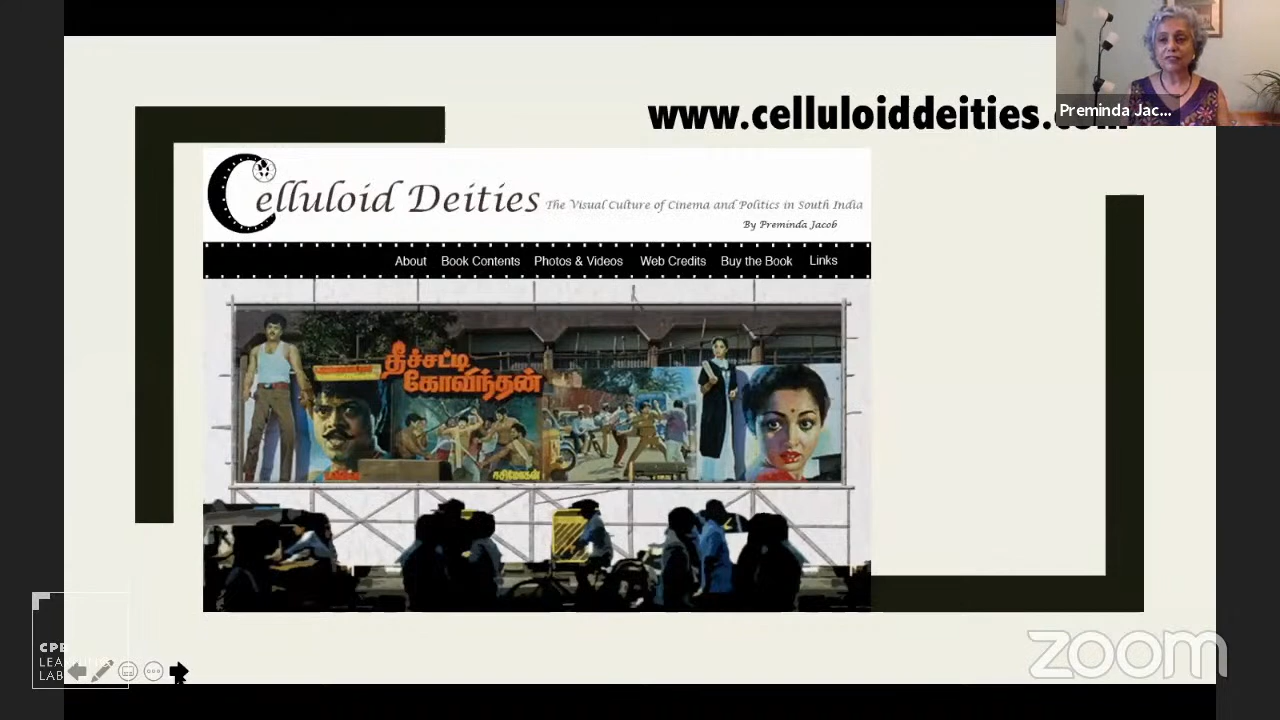 www.celluloiddeities.com
Preminda Jac...
Celluloid Deities
The Visual Culture of Cinema and Politics in South India
By Preminda Jacob
About Book Contents Photos & Videos Web Credits Buy the Book Links
தீச்சட்டி
கோவிந்தன்
zoom